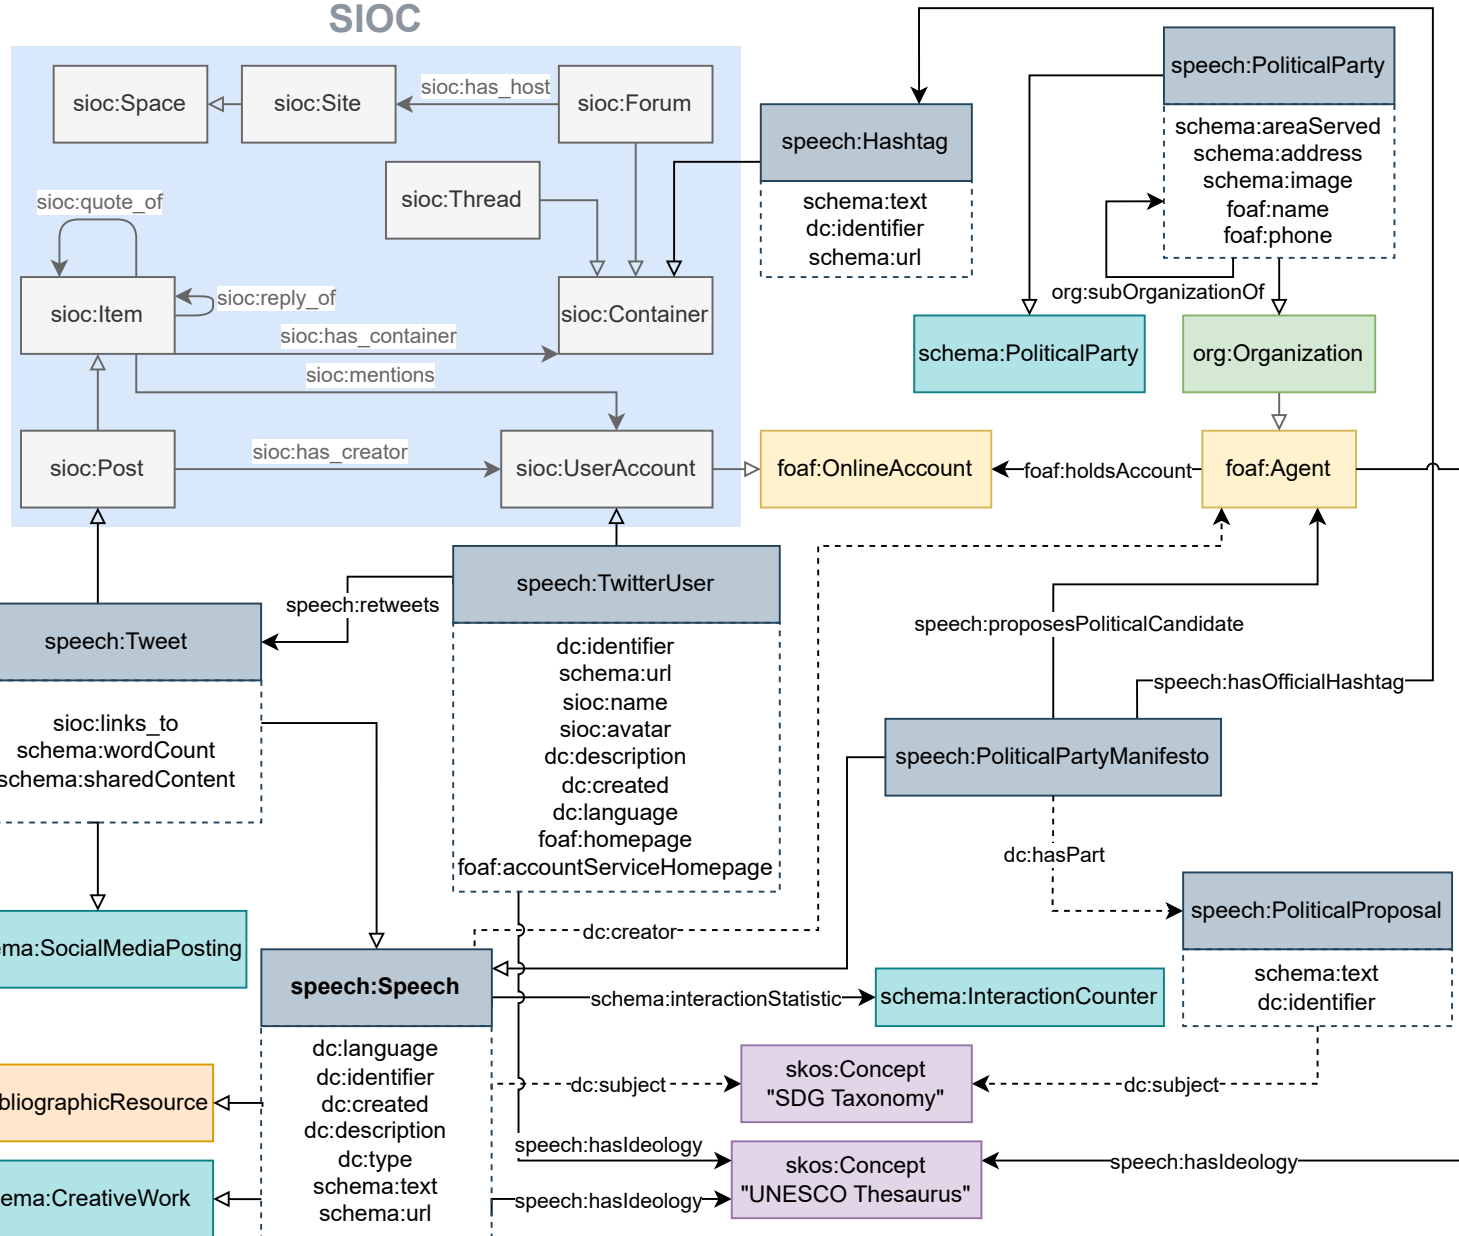 SIOC
sioc:Space
sioc:Site
sioc:has_host
sioc:Forum
speech:Hashtag
schema:text
dc:identifier
schema:url
speech:PoliticalParty
schema:areaServed
schema:address
schema:image
foaf:name
foaf:phone
sioc:Thread
sioc:quote_of
sioc:Item
sioc:reply_of
sioc:has_container
sioc:Container
sioc:mentions
org:subOrganizationOf
schema:PoliticalParty
org:Organization
sioc:Post
sioc:has_creator
sioc:UserAccount
foaf:OnlineAccount
foaf:holdsAccount
foaf:Agent
speech:Tweet
sioc:links_to
schema:wordCount
schema:sharedContent
speech:retweets
speech:TwitterUser
dc:identifier
schema:url
sioc:name
sioc:avatar
dc:description
dc:created
dc:language
foaf:homepage
foaf:accountServiceHomepage
speech:proposesPoliticalCandidate
speech:hasOfficialHashtag
speech:PoliticalPartyManifesto
dc:hasPart
speech:PoliticalProposal
schema:text
dc:identifier
ema:SocialMediaPosting
dc:creator
speech:Speech
dc:language
dc:identifier
dc:created
dc:description
dc:type
schema:text
schema:url
schema:interactionStatistic
schema:InteractionCounter
bliographicResource
ema:CreativeWork
dc:subject
skos:Concept
"SDG Taxonomy"
dc:subject
speech:hasIdeology
speech:hasIdeology
skos:Concept
"UNESCO Thesaurus"
speech:hasIdeology